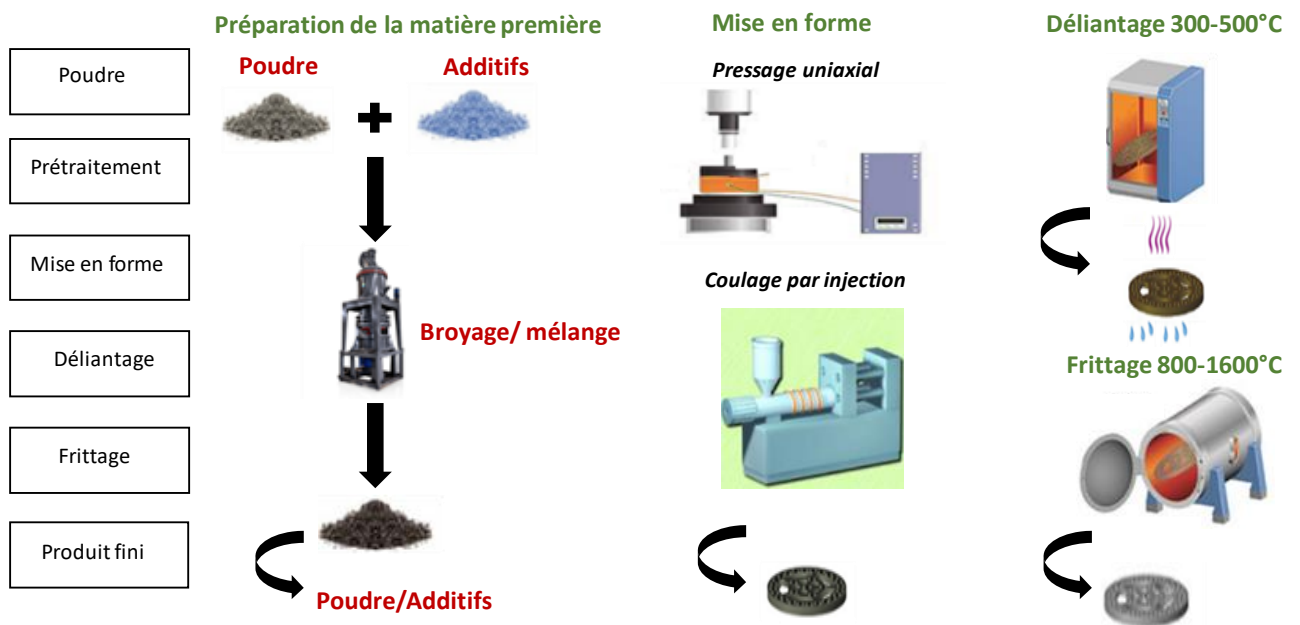 Poudre
Prétraitement
Mise en forme
Déliantage
Frittage
Produit fini
Préparation de la matière première
Poudre
Additifs
Broyage/ mélange
Poudre/Additifs
Mise en forme
Pressage uniaxial
Coulage par injection
Déliantage 300-500°C
Frittage 800-1600°C